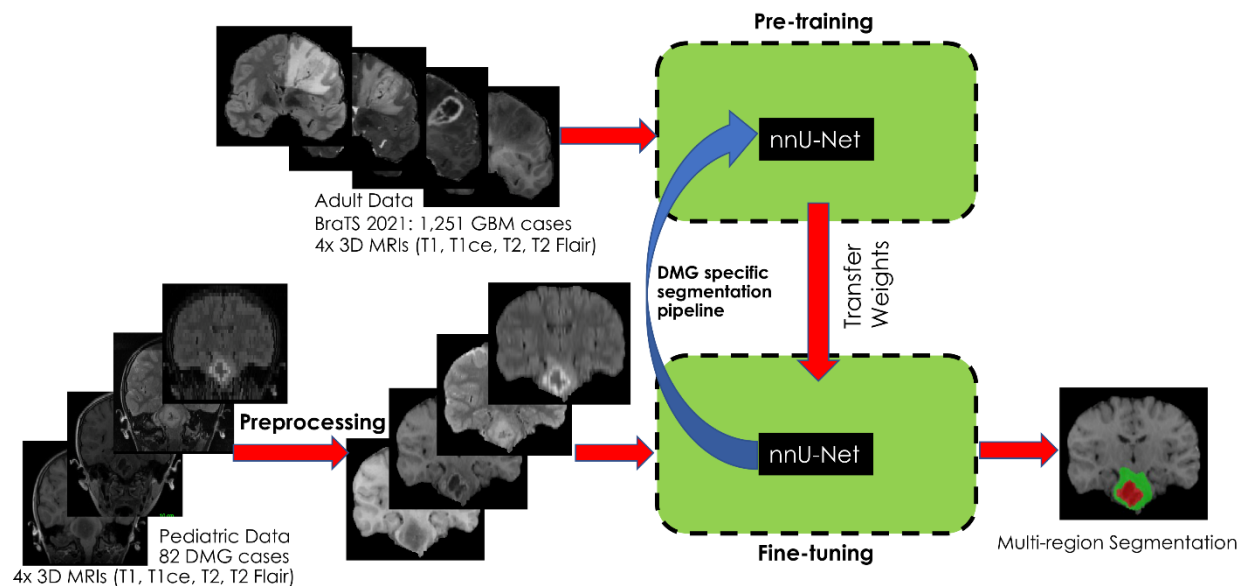 Pre-training
nnU-Net
Adult Data
BraTS 2021: 1,251 GBM cases
4x 3D MRIs (T1, T1ce, T2, T2 Flair)
DMG specific
segmentation
pipeline
Transfer
Weights
Preprocessing
nnU-Net
Pediatric Data
82 DMG cases
4x 3D MRIs (T1, T1ce, T2, T2 Flair)
Fine-tuning
Multi-region Segmentation